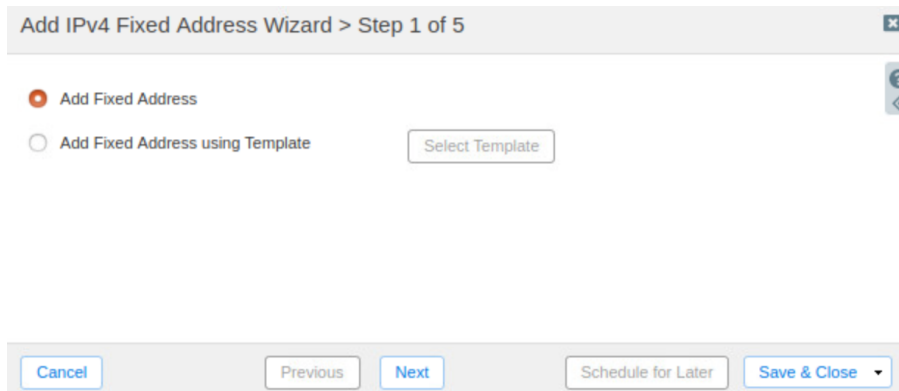 Add IPv4 Fixed Address Wizard > Step 1 of 5
Add Fixed Address
Add Fixed Address using Template
Select Template
Cancel
Previous
Next
Schedule for Later
Save & Close